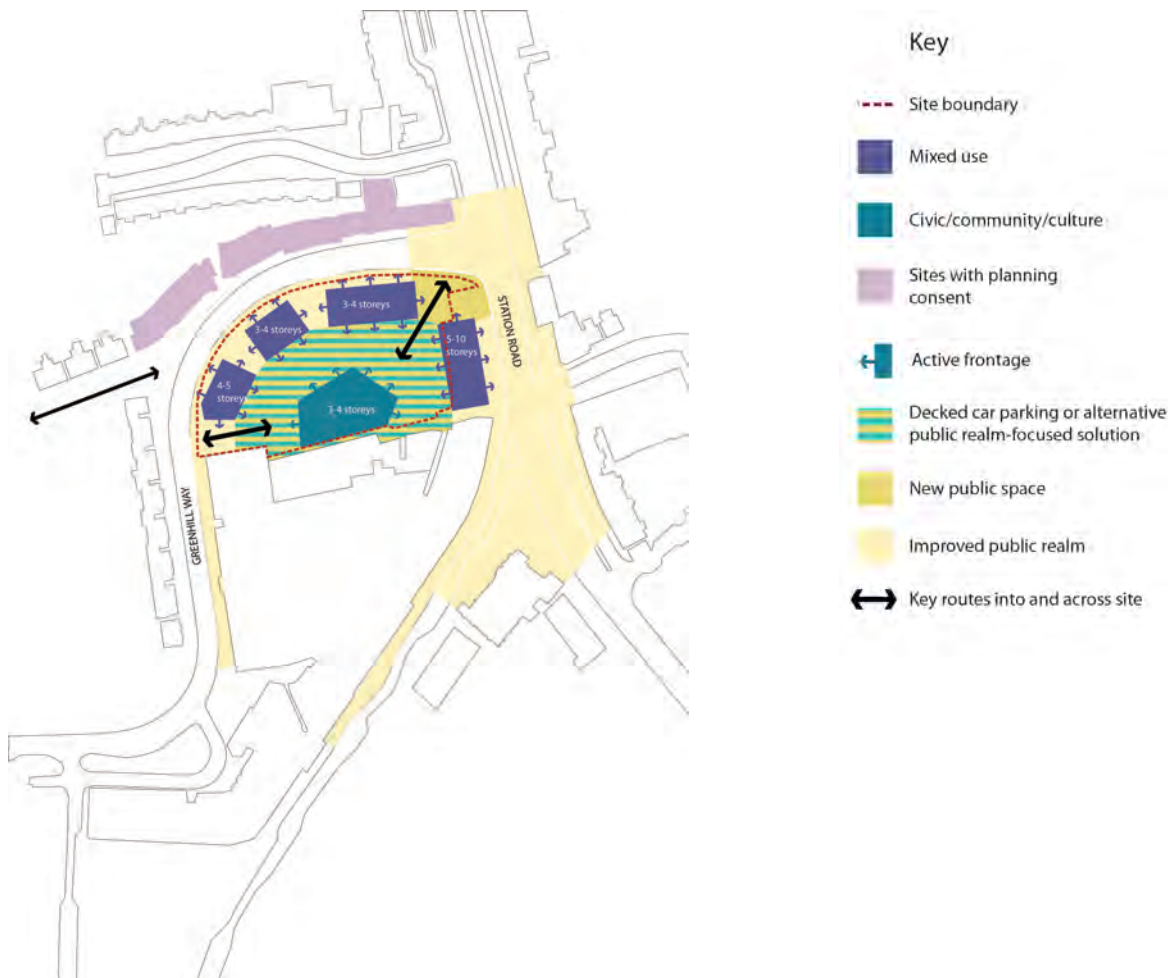 Key
Site boundary
Mixed use
Civic/community/culture
Sites with planning
consent
Active frontage
Decked car parking or alternative
public realm-focused solution
New public space
Improved public realm
Key routes into and across site
3-4 storeys
3-4 storeys
4-5
storeys
5-10
storeys
3-4 storeys
STATION ROAD
GREENHILL WAY